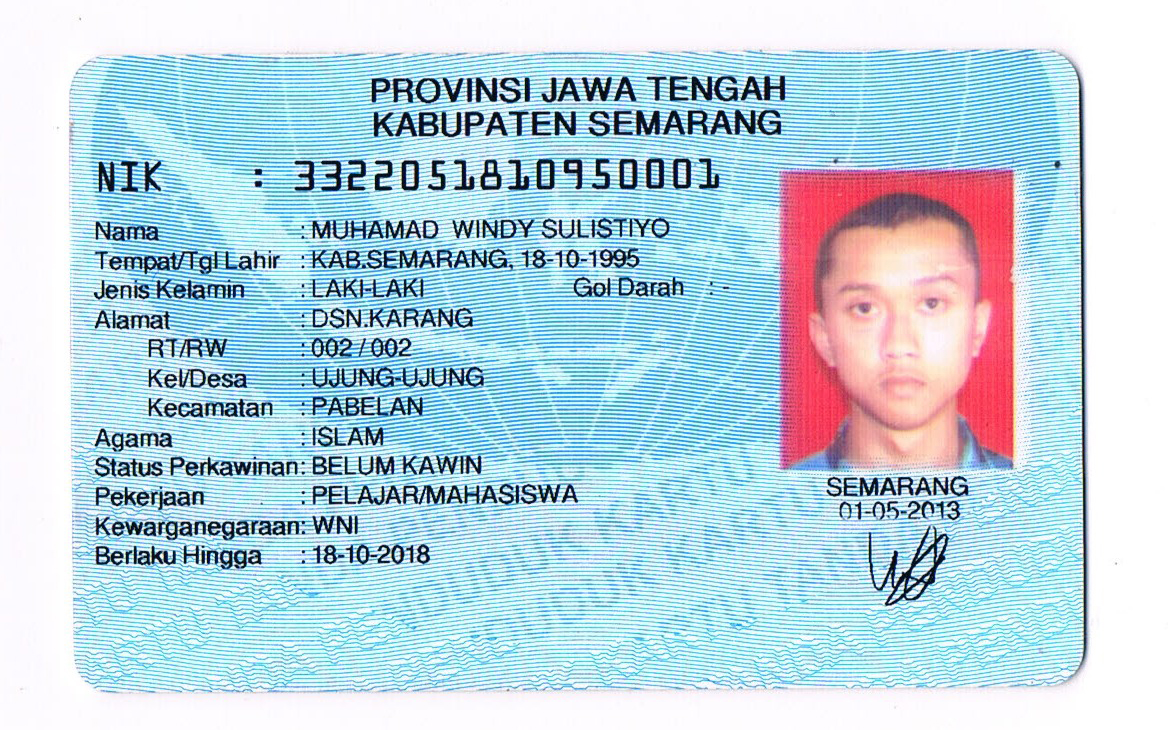 PROVINSI JAWA TENGAH
KABUPATEN SEMARANG
NIK : 3322051810950001
Nama : MUHAMAD WINDY SULISTIYO
Tempat/Tgl Lahir : KAB.SEMARANG, 18-10-1995
Jenis Kelamin : LAKI-LAKI Gol Darah : -
Alamat : DSN.KARANG
RT/RW : 002 / 002
Kel/Desa : UJUNG-UJUNG
Kecamatan : PABELAN
Agama : ISLAM
Status Perkawinan: BELUM KAWIN
Pekerjaan : PELAJAR/MAHASISWA
Kewarganegaraan: WNI
Berlaku Hingga : 18-10-2018
SEMARANG
01-05-2013